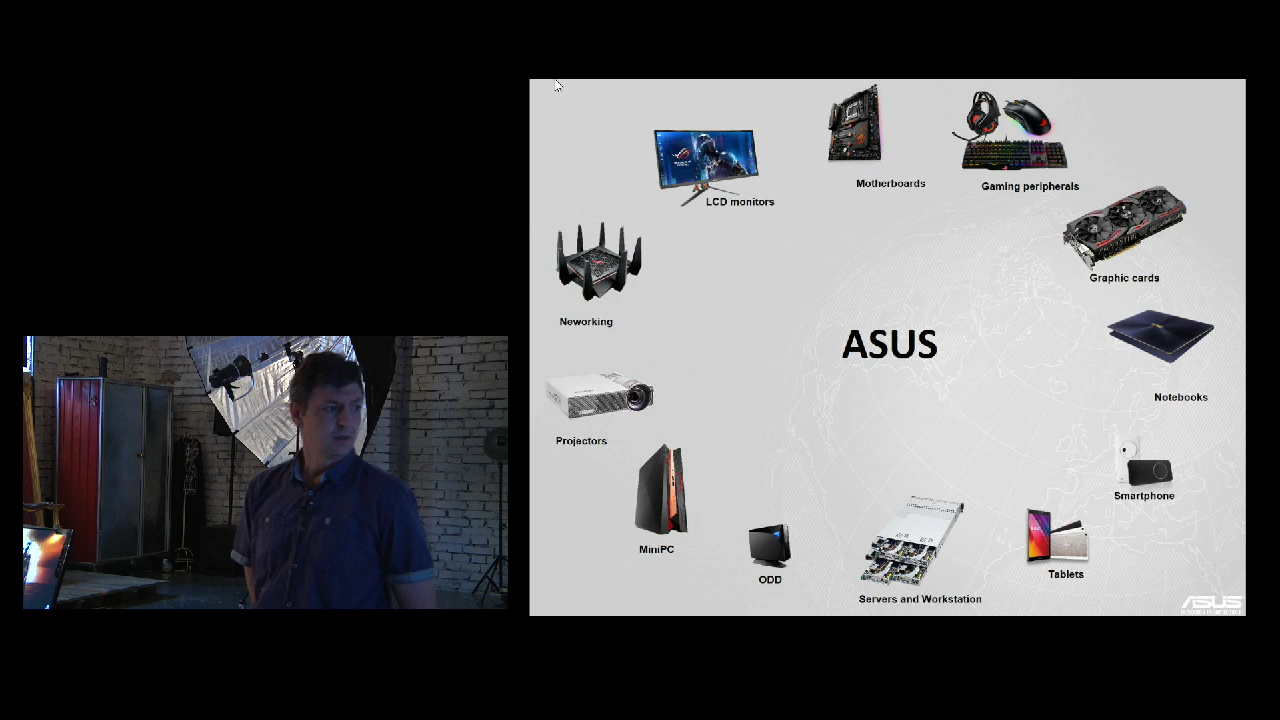 Motherboards
Gaming peripherals
LCD monitors
Graphic cards
Neworking
ASUS
Notebooks
Projectors
Smartphone
MiniPC
ODD
Tablets
Servers and Workstation
ASUS